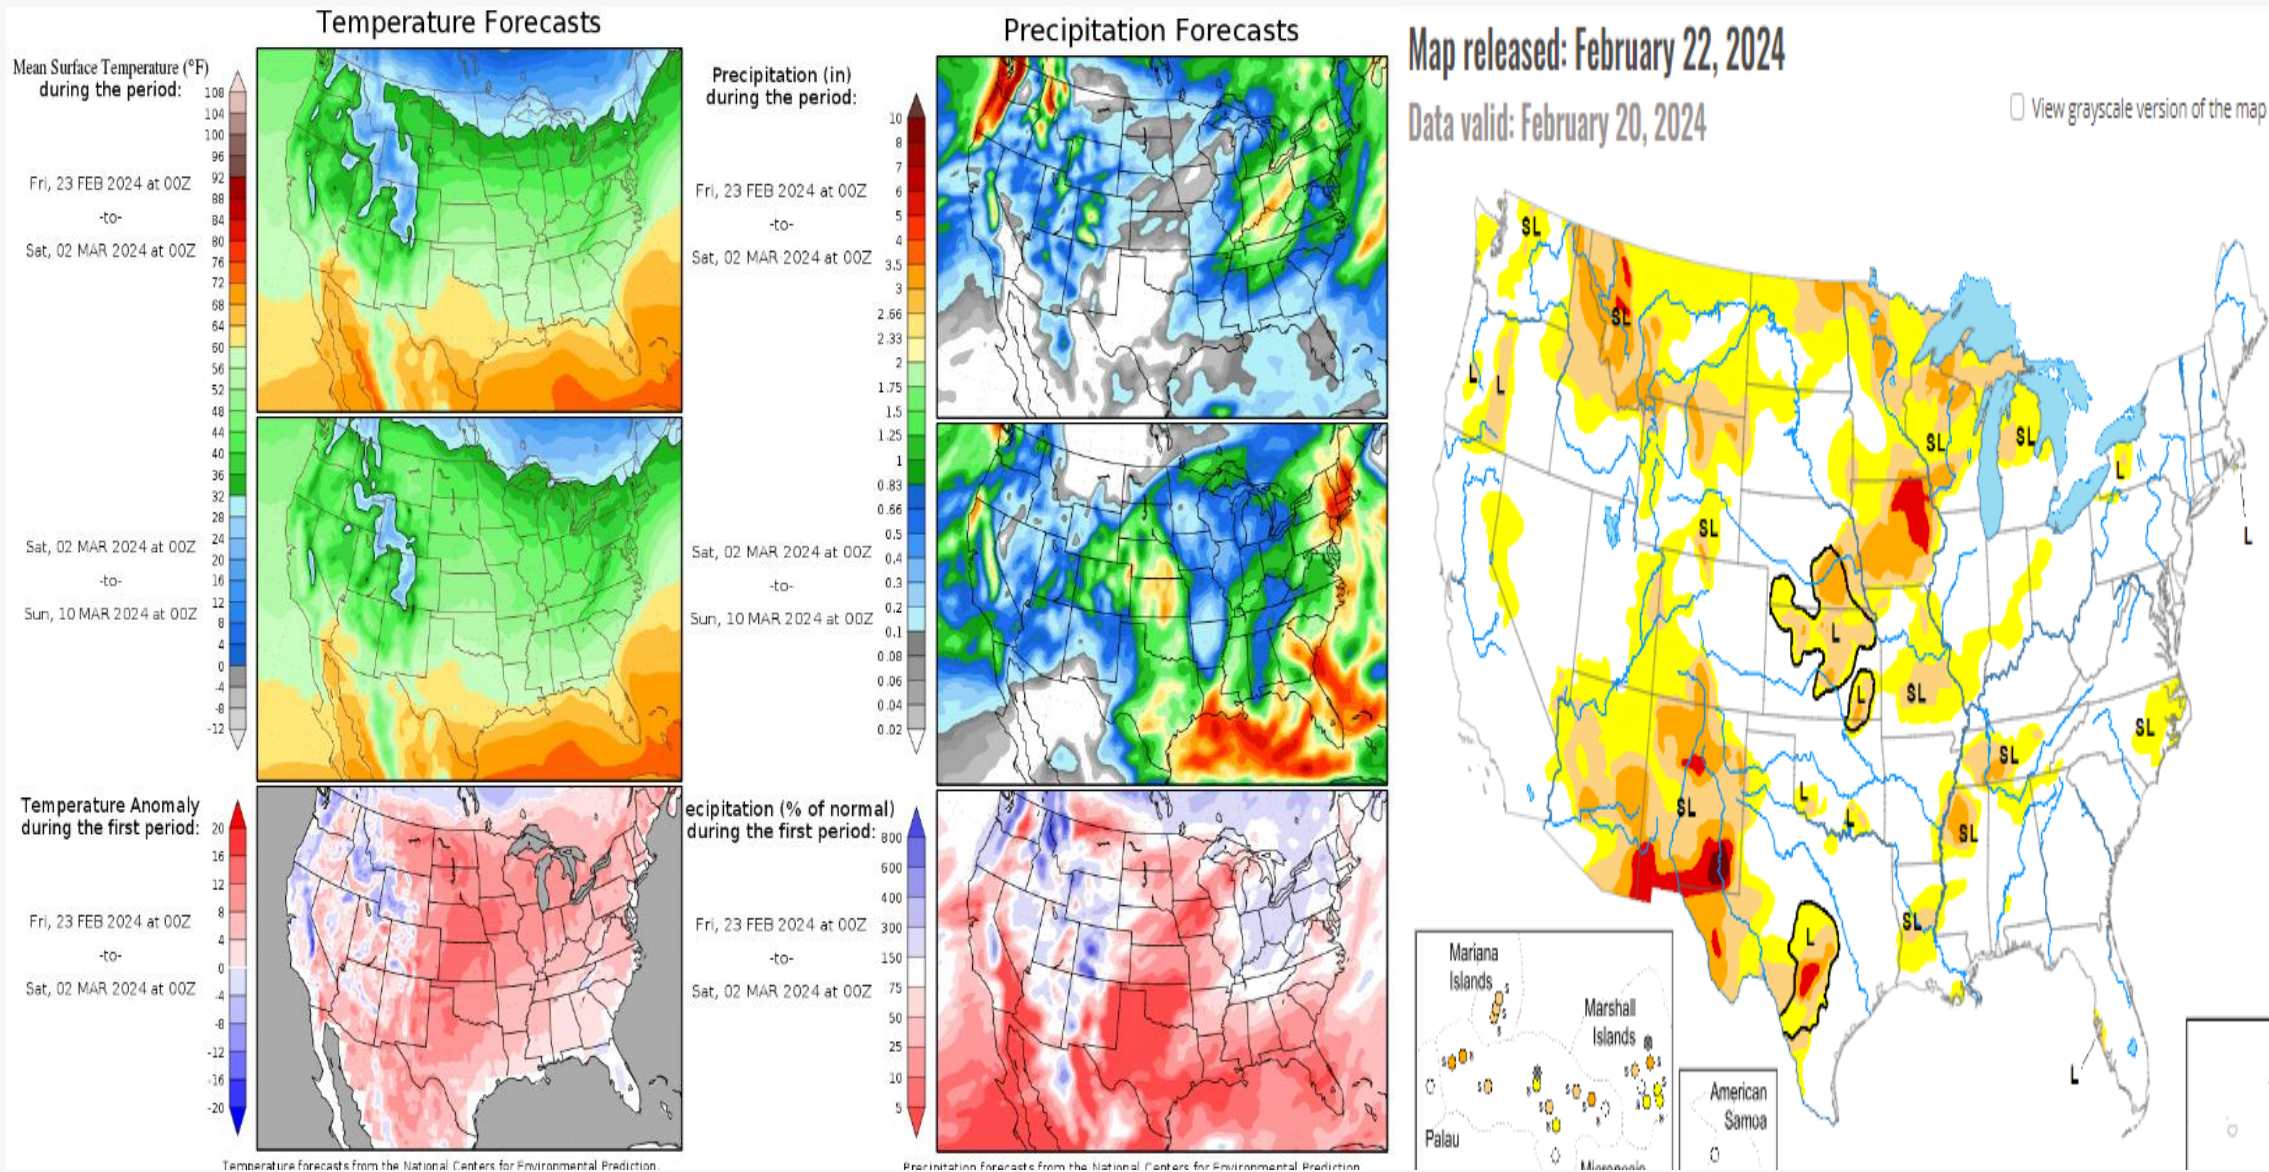 Temperature Forecasts
Mean Surface Temperature (°F)
during the period:
108
104
100
96
92
88
84
80
76
72
68
64
60
56
52
48
44
40
36
32
28
24
20
16
12
8
4
0
-4
-8
-12
Fri, 23 FEB 2024 at 00Z
-to-
Sat, 02 MAR 2024 at 00Z
Sat, 02 MAR 2024 at 00Z
-to-
Sun, 10 MAR 2024 at 00Z
Temperature Anomaly
during the first period:
20
16
12
8
4
0
-4
-8
-12
-16
-20
Fri, 23 FEB 2024 at 00Z
-to-
Sat, 02 MAR 2024 at 00Z
Temperature forecasts from the National Centers for Environmental Prediction.
Precipitation Forecasts
Precipitation (in)
during the period:
10
8
7
6
5
4
3.5
3
2.66
2.33
2
1.75
1.5
1.25
1
0.83
0.66
0.5
0.4
0.3
0.2
0.1
0.08
0.06
0.04
0.02
Fri, 23 FEB 2024 at 00Z
-to-
Sat, 02 MAR 2024 at 00Z
Sat, 02 MAR 2024 at 00Z
-to-
Sun, 10 MAR 2024 at 00Z
ecipitation (% of normal)
during the first period:
800
600
400
300
150
75
50
25
10
5
Fri, 23 FEB 2024 at 00Z
-to-
Sat, 02 MAR 2024 at 00Z
Precipitation forecasts from the National Centers for Environmental Prediction.
Map released: February 22, 2024
Data valid: February 20, 2024
View grayscale version of the map
SL
SL
L
L
SL
SL
L
L
SL
L
L
SL
SL
SL
SL
L
L
SL
L
SL
L
Mariana
Islands
Marshall
Islands
Palau
American
Samoa
Micronesia